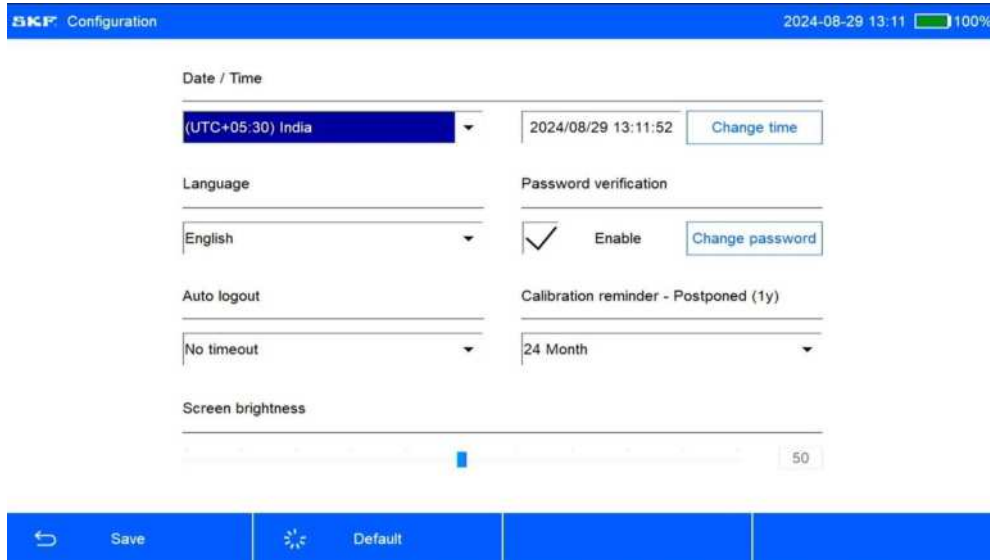 SKF Configuration 2024-08-29 13:11 100%
Date / Time
(UTC+05:30) India 2024/08/29 13:11:52 Change time
Language Password verification
English Enable Change password
Auto logout Calibration reminder - Postponed (1y)
No timeout 24 Month
Screen brightness
50
Save Default